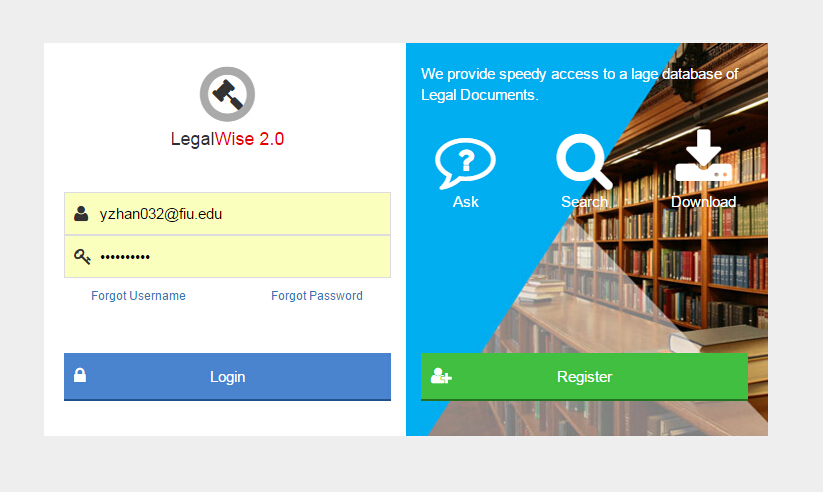 LegalWise 2.0
yzhan032@fiu.edu
••••••••••
Forgot Username
Forgot Password
Login
We provide speedy access to a lage database of
Legal Documents.
?
Ask
Search
Download
Register